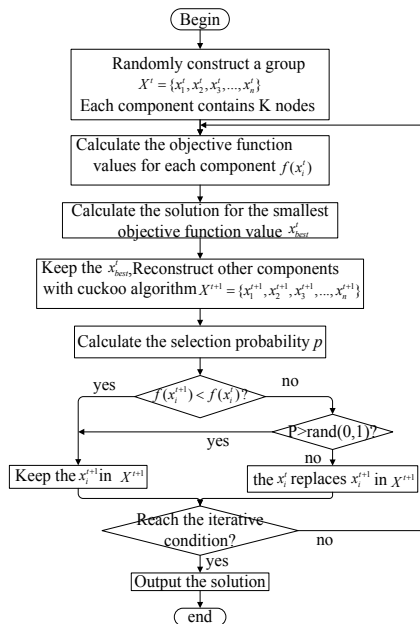 Begin
Randomly construct a group
X^t = {x_1^t, x_2^t, x_3^t, ..., x_n^t}
Each component contains K nodes
Calculate the objective function
values for each component f(x_i^t)
Calculate the solution for the smallest
objective function value x_best^t
Keep the x_best^t,Reconstruct other components
with cuckoo algorithm X^{t+1} = {x_1^{t+1}, x_2^{t+1}, x_3^{t+1}, ..., x_n^{t+1}}
Calculate the selection probability p
yes
f(x_i^{t+1}) < f(x_i^t)?
no
P>rand(0,1)?
yes
no
Keep the x_i^{t+1} in X^{t+1}
the x_i^t replaces x_i^{t+1} in X^{t+1}
Reach the iterative
condition?
no
yes
Output the solution
end